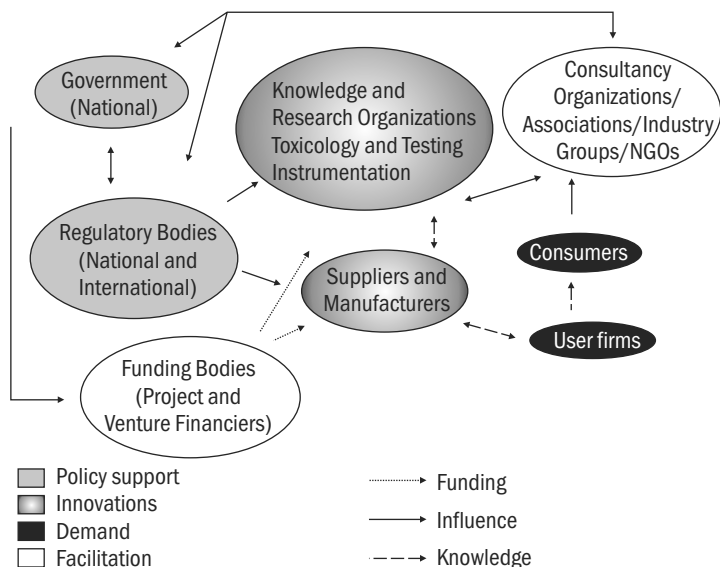 Government
(National)
Knowledge and
Research Organizations
Toxicology and Testing
Instrumentation
Consultancy
Organizations/
Associations/Industry
Groups/NGOs
Regulatory Bodies
(National and
International)
Suppliers and
Manufacturers
Consumers
User firms
Funding Bodies
(Project and
Venture Financiers)
Policy support
Innovations
Demand
Facilitation
Funding
Influence
Knowledge